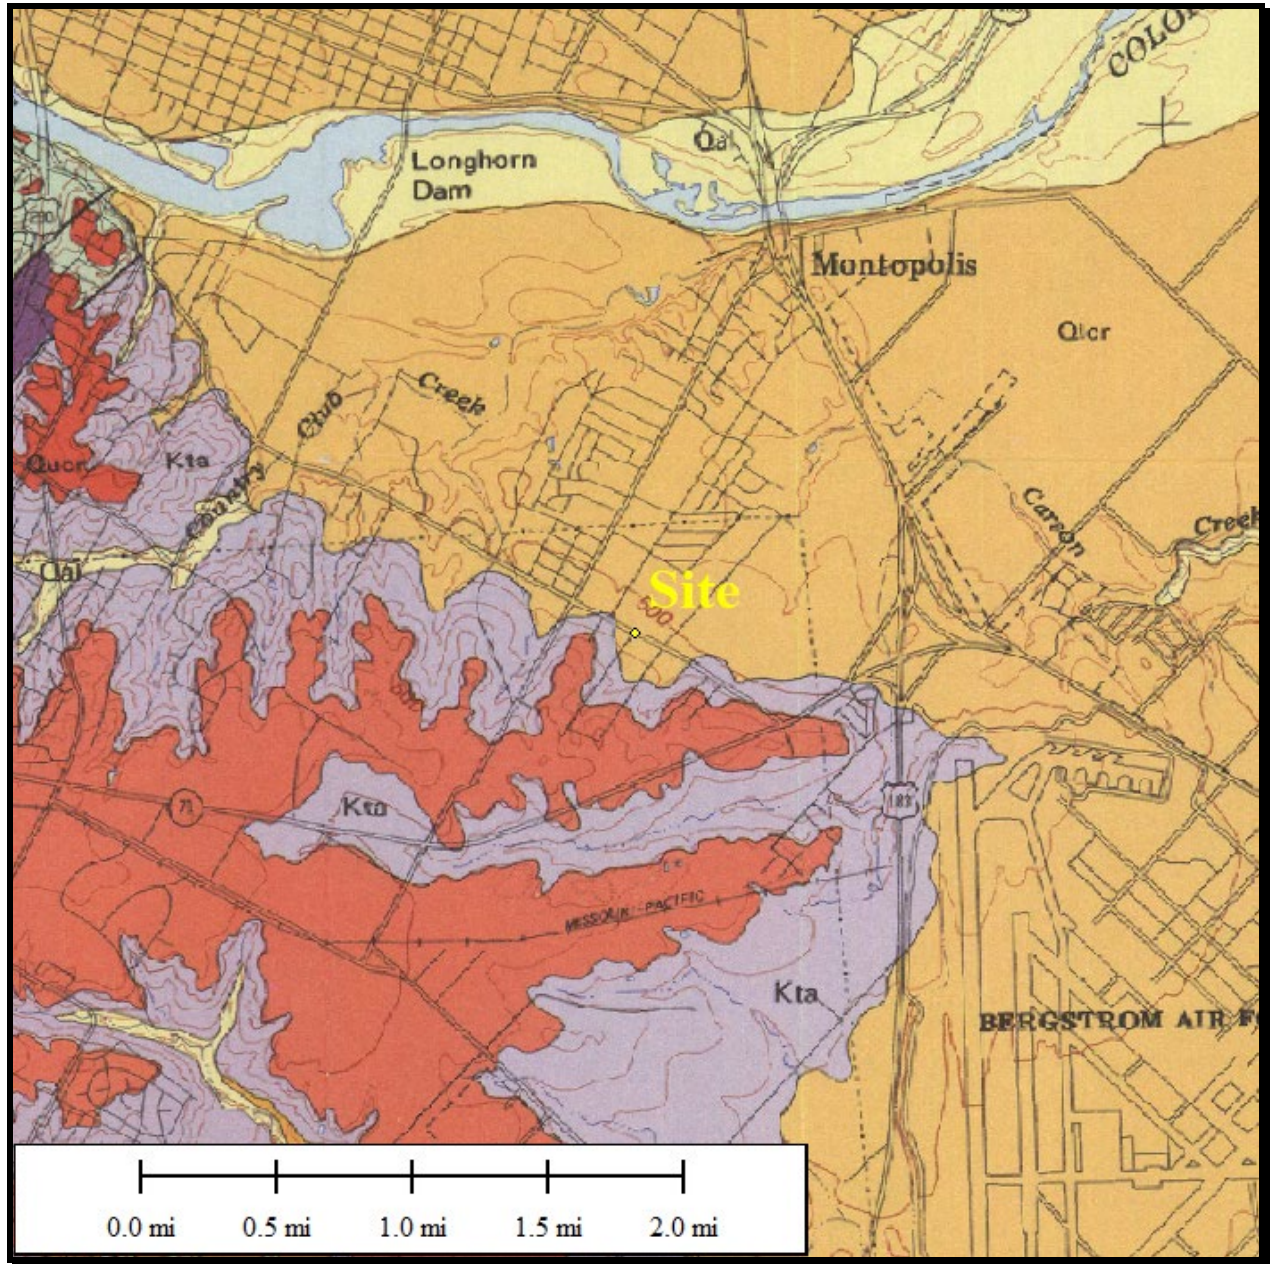 COLO
Qal
Longhorn
Dam
290
Montopolis
Qlcr
Club
Creek
Qucr
Kta
Country
Carson
Creek
Qal
Site
500
71
Kta
183
MISSOURI-PACIFIC
Kta
BERGSTROM AIR F
0.0 mi
0.5 mi
1.0 mi
1.5 mi
2.0 mi